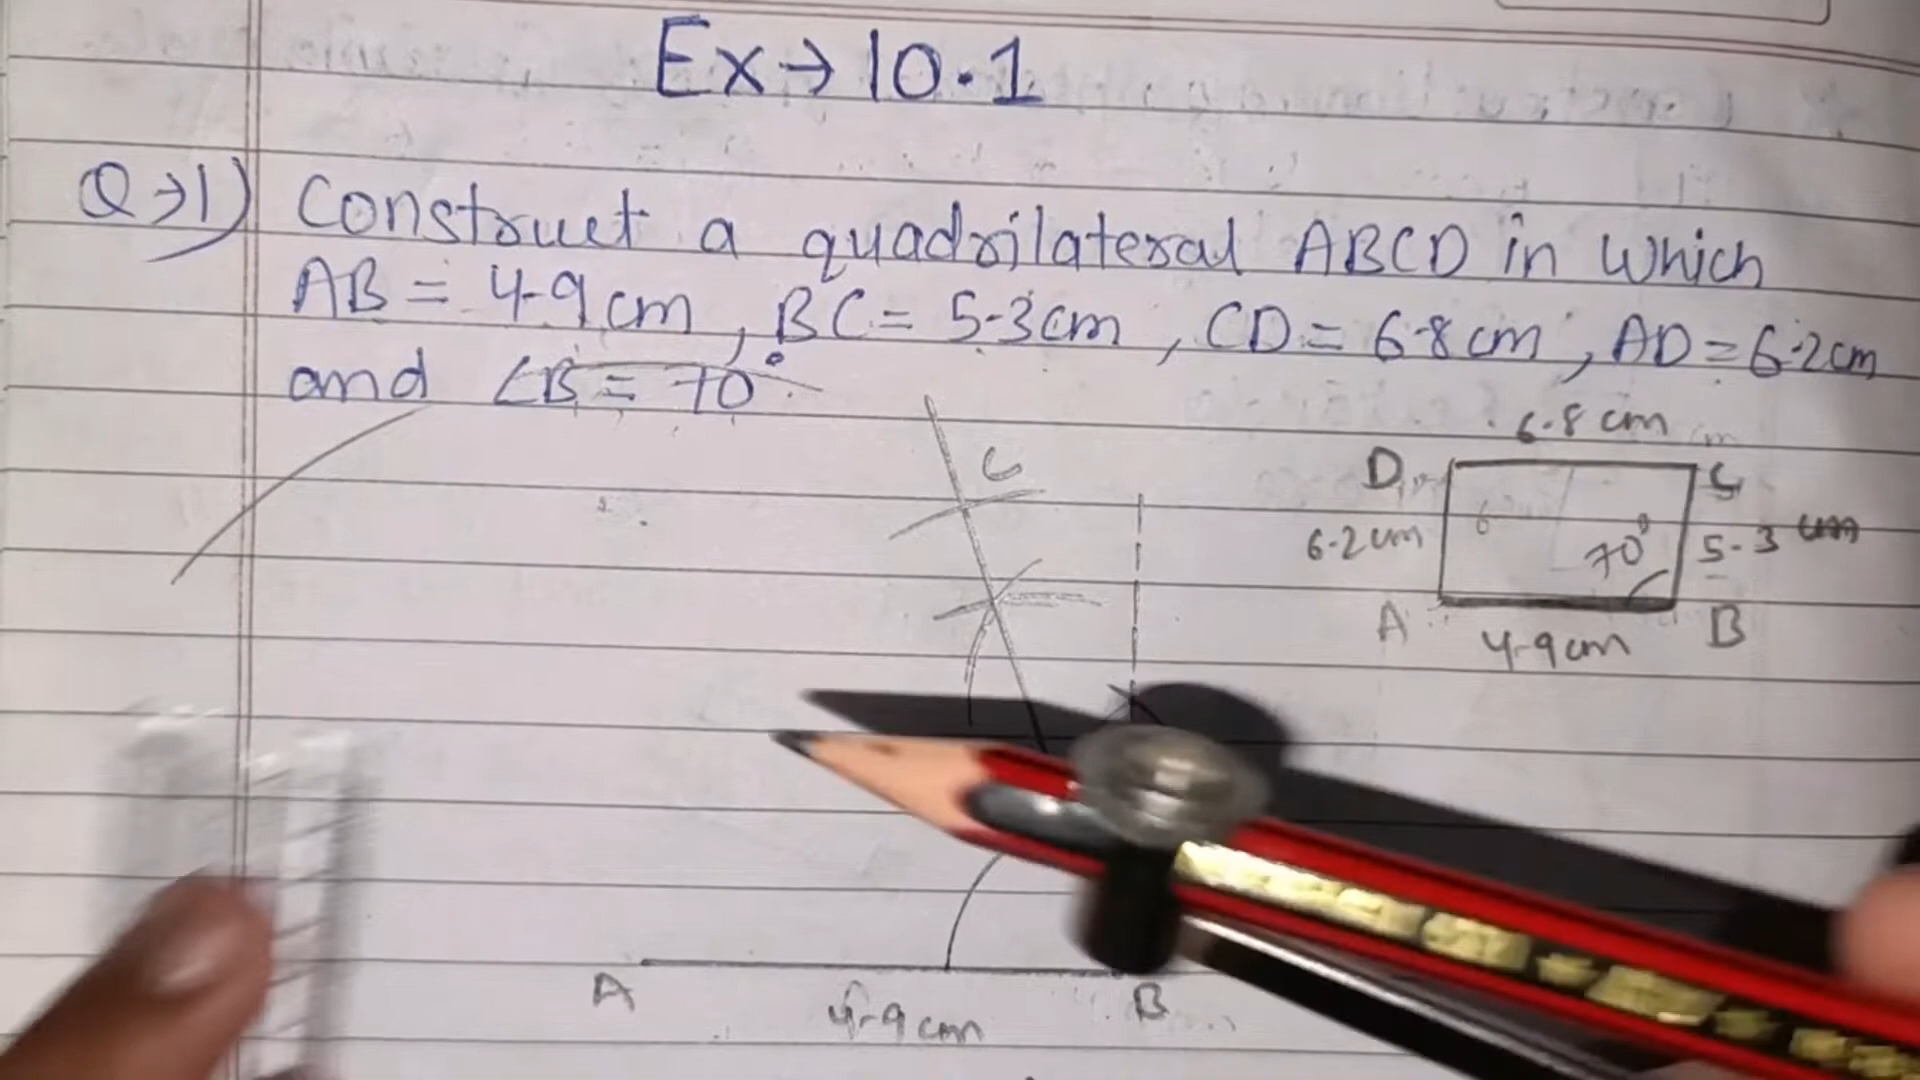 Ex→10.1
Q→1) Construct a quadrilateral ABCD in which
AB = 4.9 cm, BC = 5.3 cm, CD = 6.8 cm, AD = 6.2 cm
and ∠B = 70°
6.8 cm
D C
6.2 cm 70° 5.3 cm
A B
4.9 cm
C
A B
4.9 cm